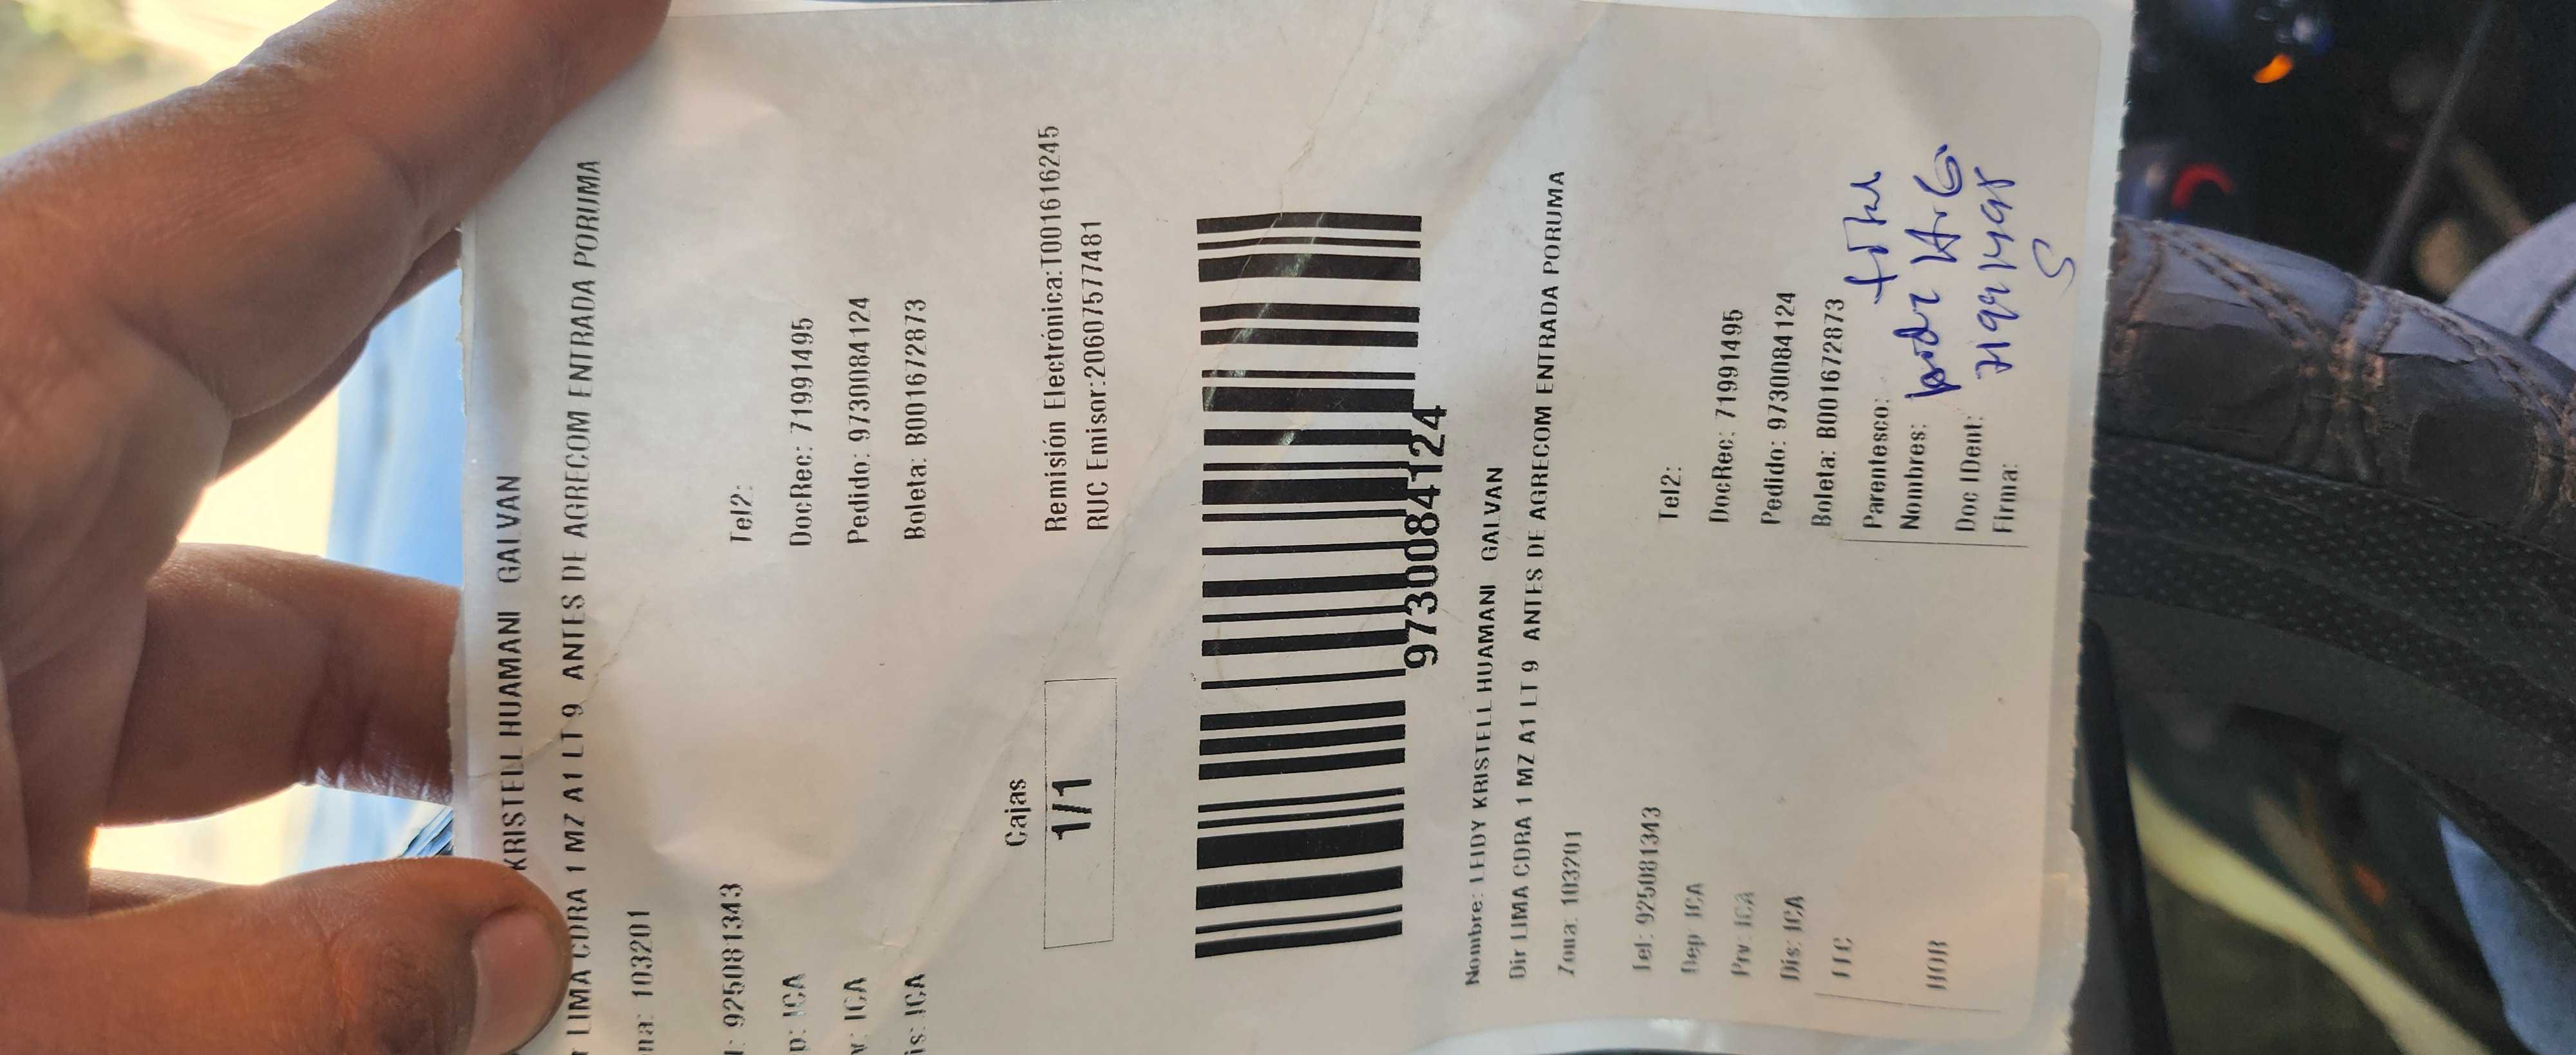 KRISTELL HUAMANI GALVAN
LIMA CDRA 1 MZ A1 LT 9 ANTES DE AGRECOM ENTRADA PORUMA
na: 103201
l: 925081343
Tel2:
p: ICA
DocRec: 71991495
v: ICA
Pedido: 9730084124
is: ICA
Boleta: B001672873
Cajas
1/1
Remisión Electrónica:T001616245
RUC Emisor:20607577481
9730084124
Nombre: LEIDY KRISTELL HUAMANI GALVAN
Dir LIMA CDRA 1 MZ A1 LT 9 ANTES DE AGRECOM ENTRADA PORUMA
Zona: 103201
Tel: 925081343
Tel2:
Dep: ICA
DocRec: 71991495
Prv: ICA
Pedido: 9730084124
Dis: ICA
Boleta: B001672873
FEC
Parentesco:
Nombres:
HOR
Doc IDent:
Firma: